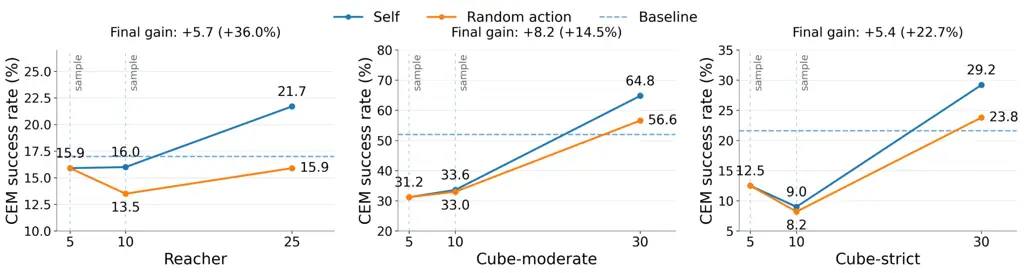 Self Random action Baseline
Final gain: +5.7 (+36.0%)
CEM success rate (%)
25.0
22.5
20.0
17.5
15.0
12.5
10.0
sample
sample
15.9
16.0
13.5
21.7
15.9
5 10 25
Reacher
Final gain: +8.2 (+14.5%)
CEM success rate (%)
80
70
60
50
40
30
20
sample
sample
31.2
33.6
33.0
64.8
56.6
5 10 30
Cube-moderate
Final gain: +5.4 (+22.7%)
CEM success rate (%)
35
30
25
20
15
10
5
sample
sample
12.5
9.0
8.2
29.2
23.8
5 10 30
Cube-strict